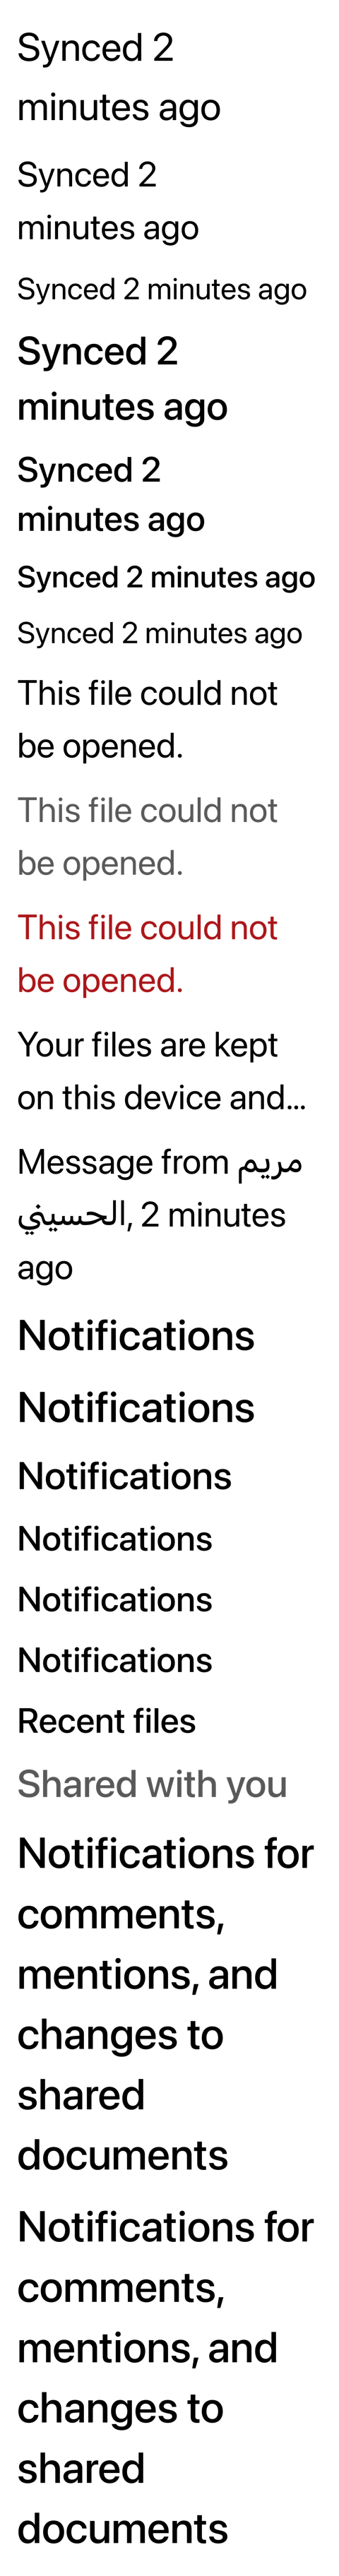 Synced 2
minutes ago
Synced 2
minutes ago
Synced 2 minutes ago
Synced 2
minutes ago
Synced 2
minutes ago
Synced 2 minutes ago
Synced 2 minutes ago
This file could not
be opened.
This file could not
be opened.
This file could not
be opened.
Your files are kept
on this device and…
Message from مريم
الحسيني, 2 minutes
ago
Notifications
Notifications
Notifications
Notifications
Notifications
Notifications
Recent files
Shared with you
Notifications for
comments,
mentions, and
changes to
shared
documents
Notifications for
comments,
mentions, and
changes to
shared
documents